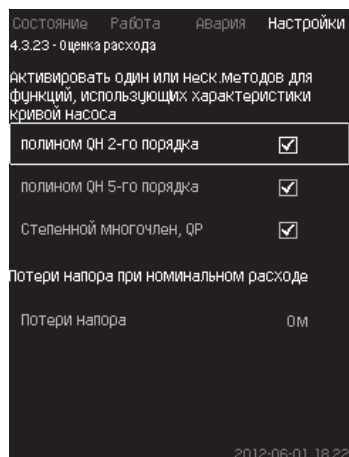 Состояние Работа Авария Настройки
4.3.23 - Оценка расхода
Активировать один или неск.методов для
функций, использующих характеристики
кривой насоса
полином QH 2-го порядка
полином QH 5-го порядка
Степенной многочлен, QP
Потери напора при номинальном расходе
Потери напора 0м
2012-06-01 18:22